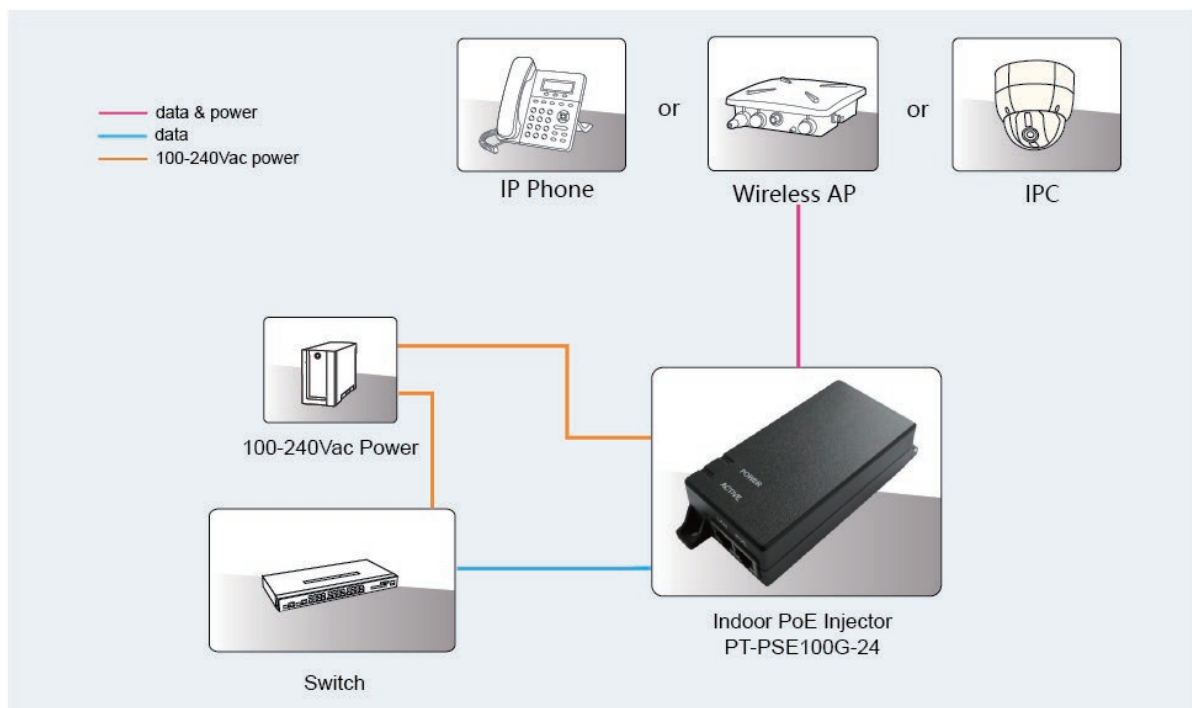 data & power
data
100-240Vac power
IP Phone
or
Wireless AP
or
IPC
100-240Vac Power
POWER
ACTIVE
Indoor PoE Injector
PT-PSE100G-24
Switch